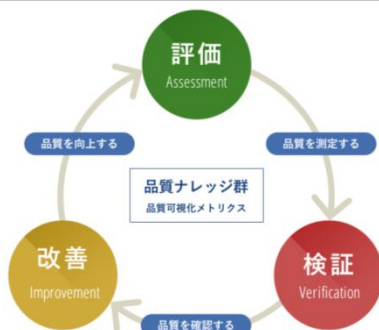 評価
Assessment
品質を向上する
品質を測定する
品質ナレッジ群
品質可視化メトリクス
改善
Improvement
検証
Verification
品質を確認する